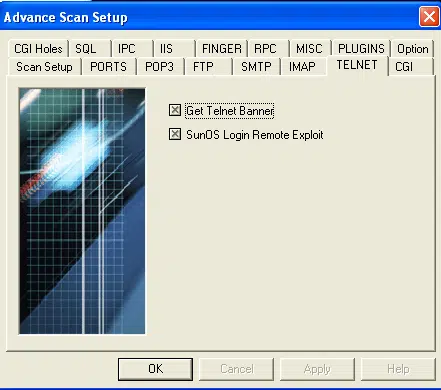 Advance Scan Setup
CGI Holes SQL IPC IIS FINGER RPC MISC PLUGINS Option
Scan Setup PORTS POP3 FTP SMTP IMAP TELNET CGI
Get Telnet Banner
SunOS Login Remote Exploit
OK Cancel Apply Help